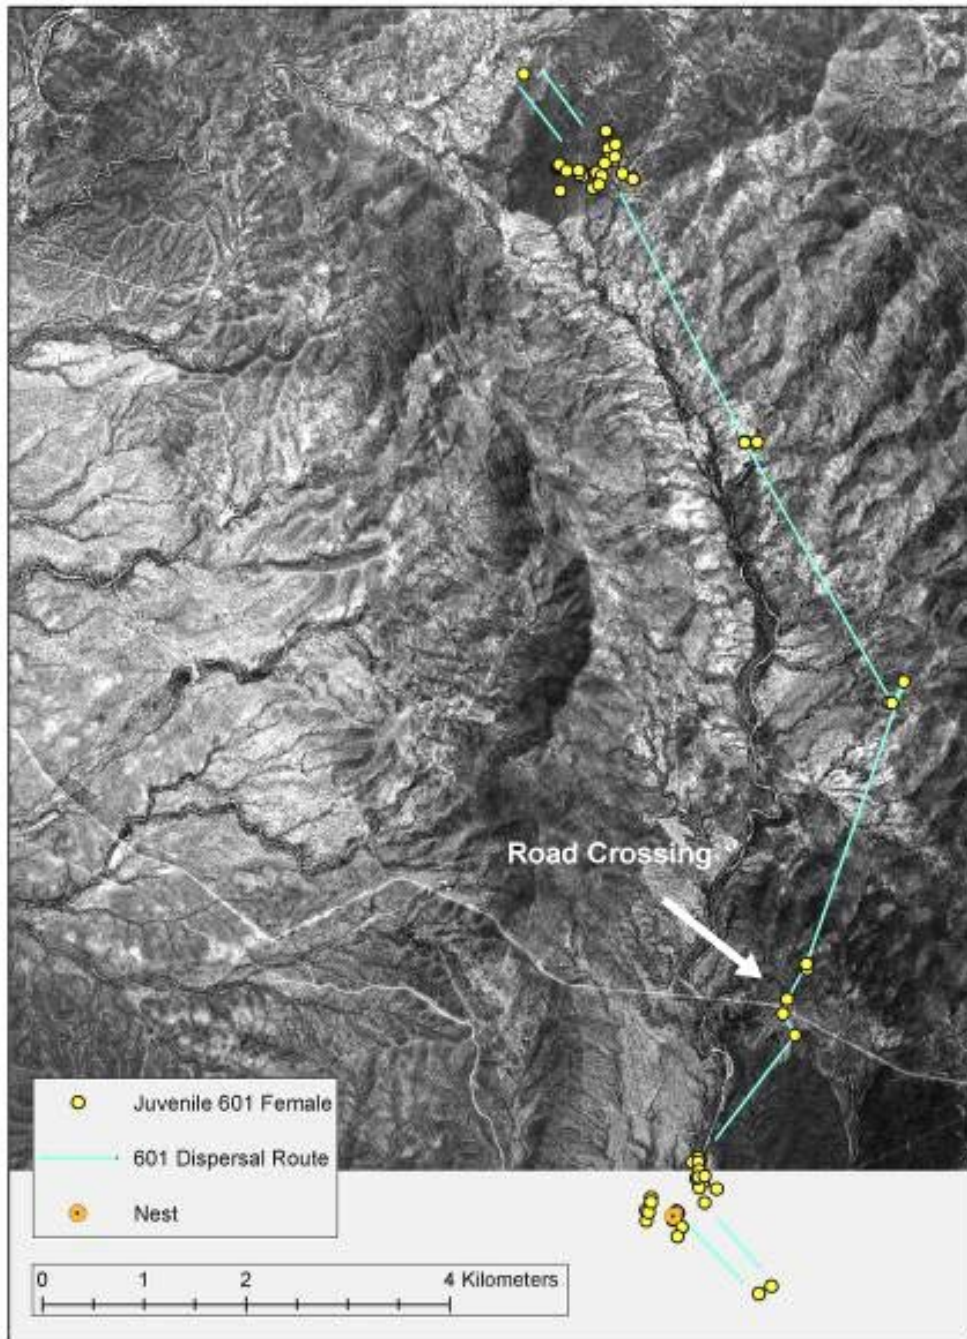 Road Crossing
Juvenile 601 Female
601 Dispersal Route
Nest
0 1 2 4 Kilometers